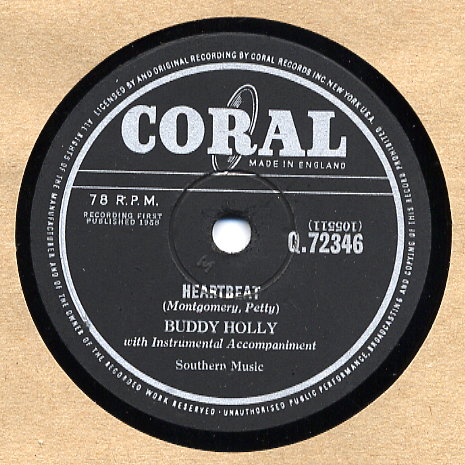 LICENSED BY AND ORIGINAL RECORDING BY CORAL RECORDS INC. NEW YORK U.S.A.
CORAL
MADE IN ENGLAND
78 R.P.M.
RECORDING FIRST
PUBLISHED 1958
(105511)
Q.72346
HEARTBEAT
(Montgomery, Petty)
BUDDY HOLLY
with Instrumental Accompaniment
Southern Music
ALL RIGHTS OF THE MANUFACTURER AND OF THE OWNER OF THE RECORDED WORK RESERVED · UNAUTHORISED PUBLIC PERFORMANCE, BROADCASTING AND COPYING OF THIS RECORD PROHIBITED